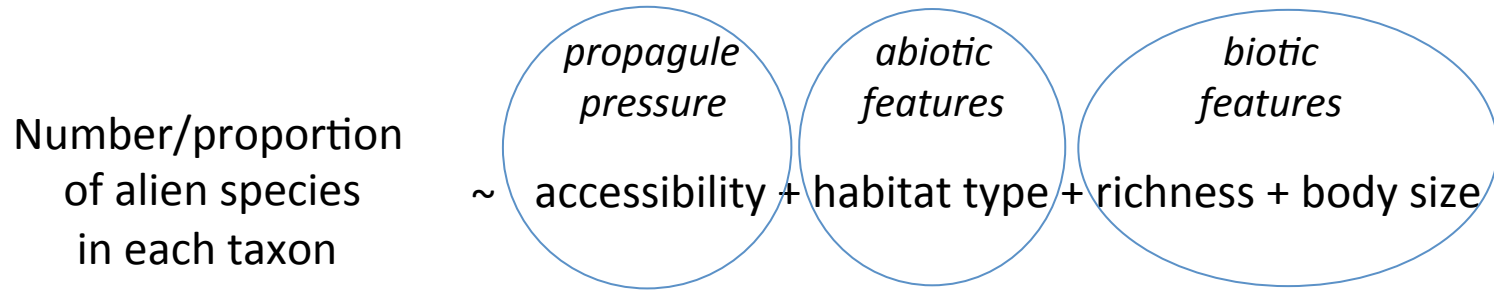 propagule
pressure
abiotic
features
biotic
features
Number/proportion
of alien species
in each taxon
~ accessibility + habitat type + richness + body size